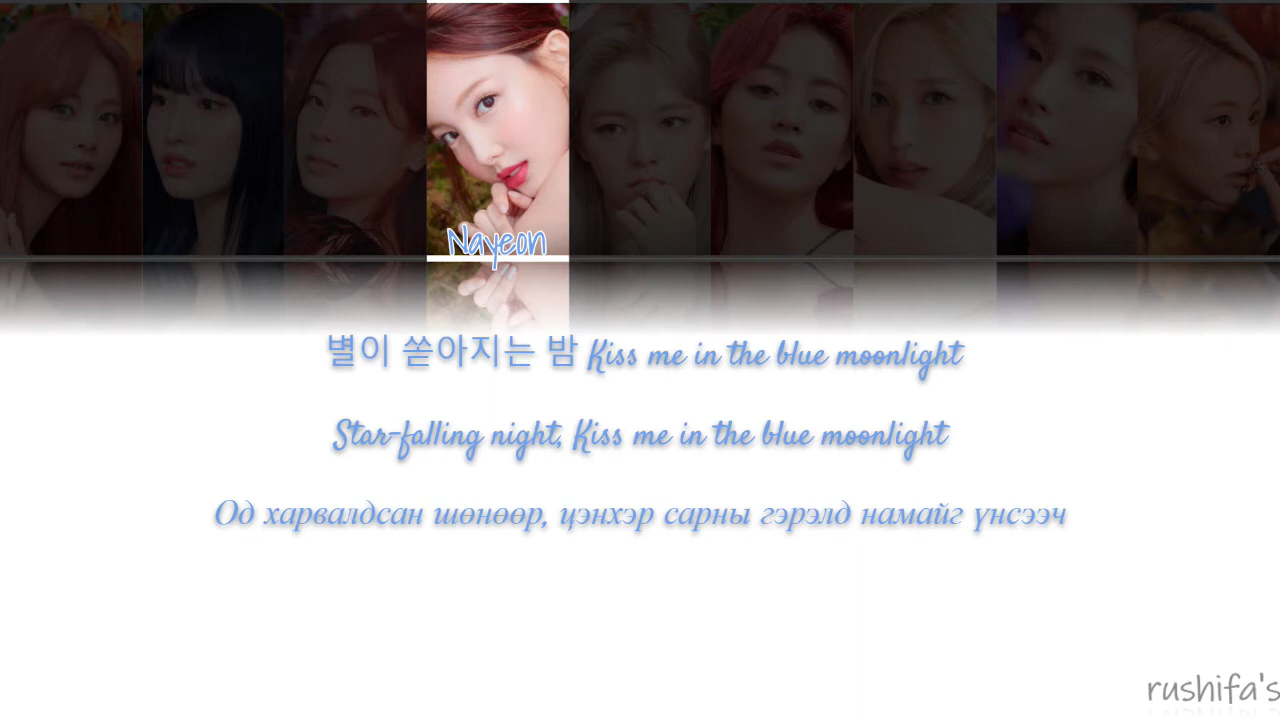 Nayeon
별이 쏟아지는 밤 Kiss me in the blue moonlight
Star-falling night, Kiss me in the blue moonlight
Од харвалдсан шөнөөр, цэнхэр сарны гэрэлд намайг үнсээч
rushifa's